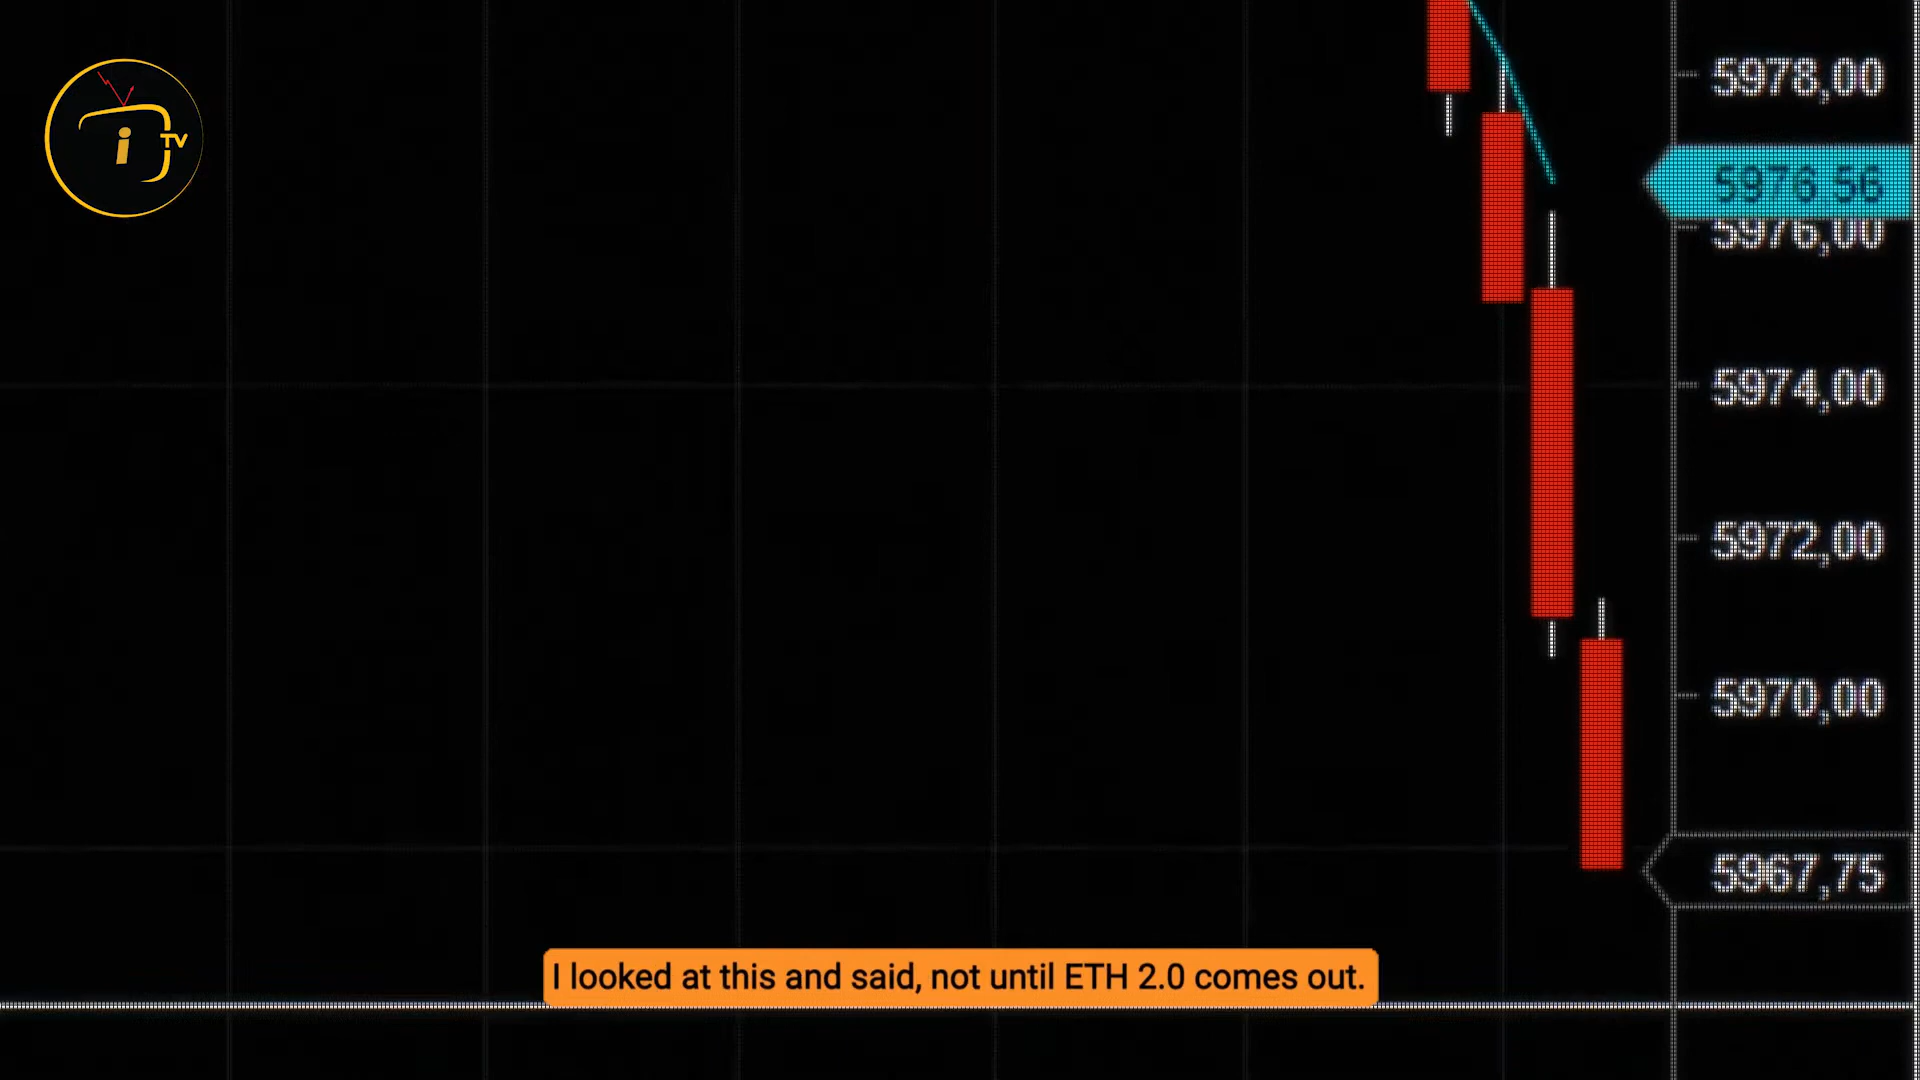 i
TV
5978,00
5976 56
5976,00
5974,00
5972,00
5970,00
5967,75
I looked at this and said, not until ETH 2.0 comes out.